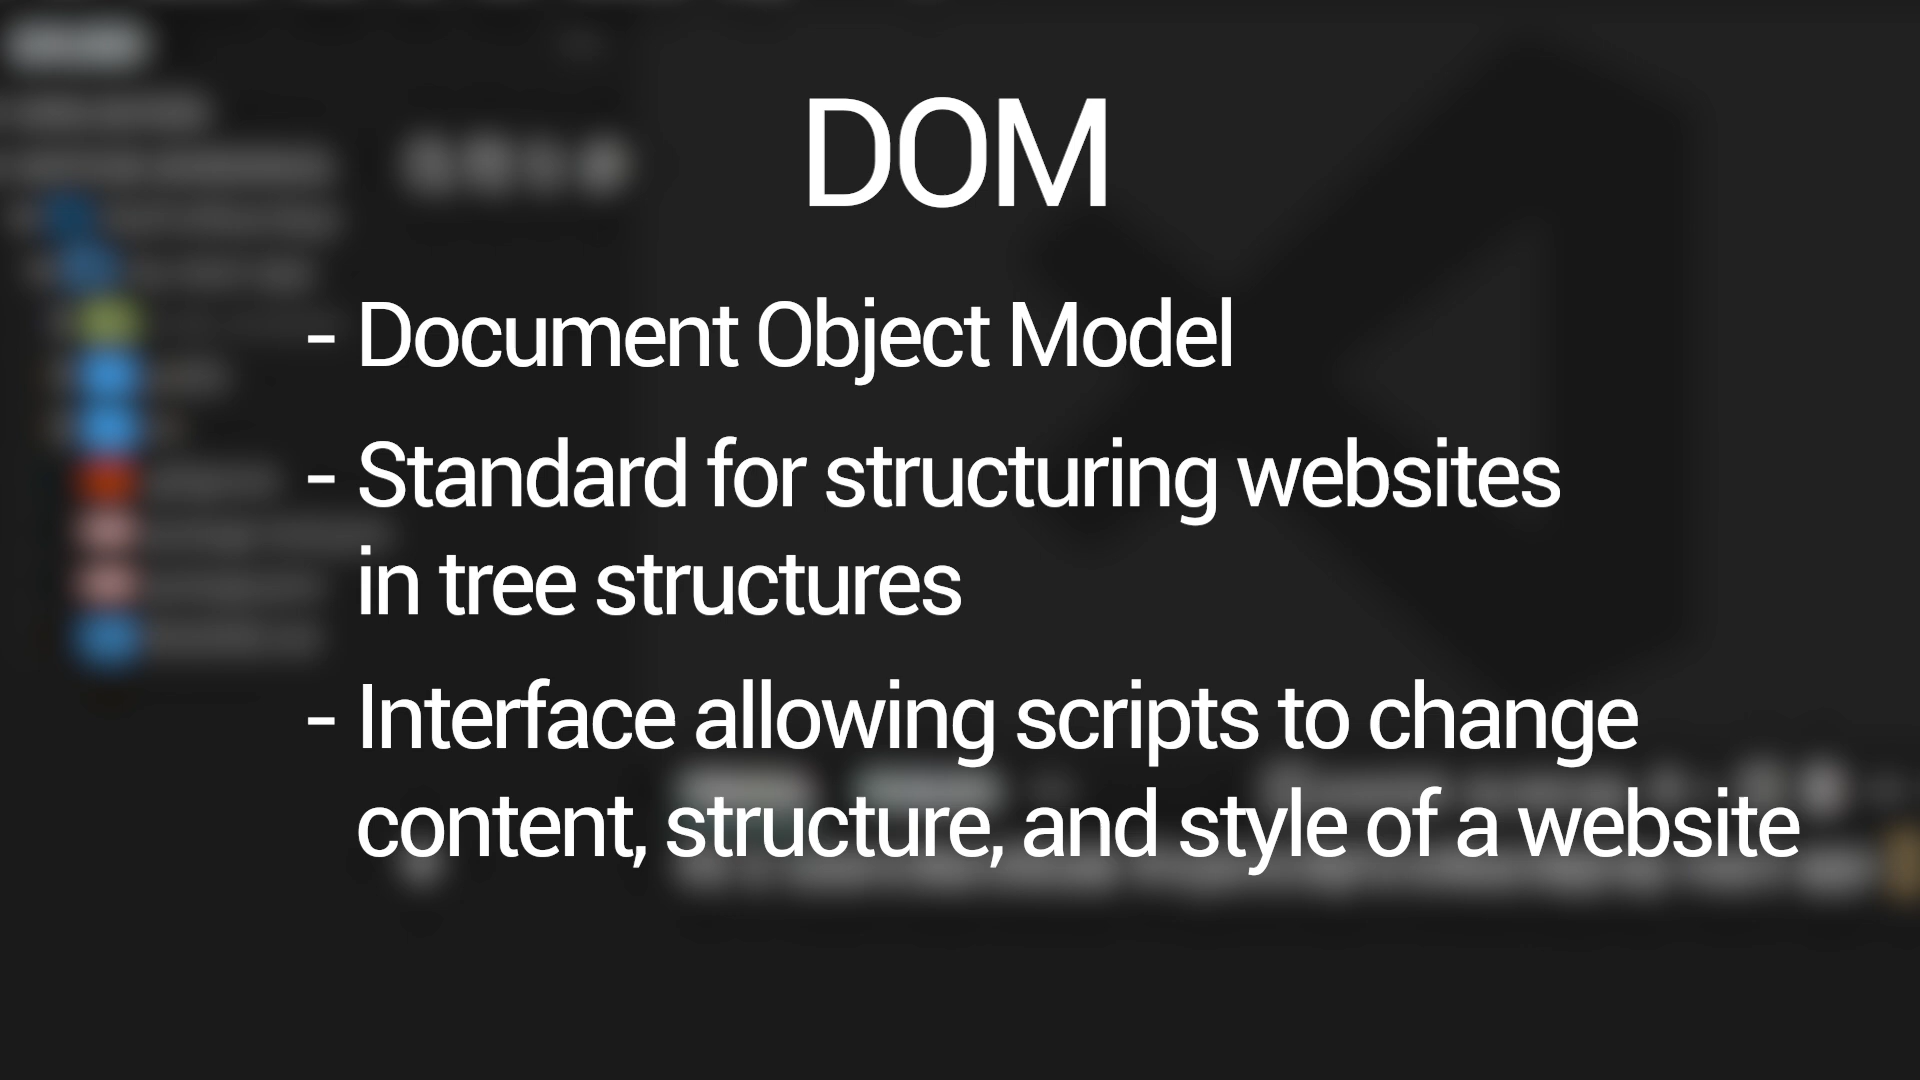 DOM
- Document Object Model
- Standard for structuring websites
in tree structures
- Interface allowing scripts to change
content, structure, and style of a website